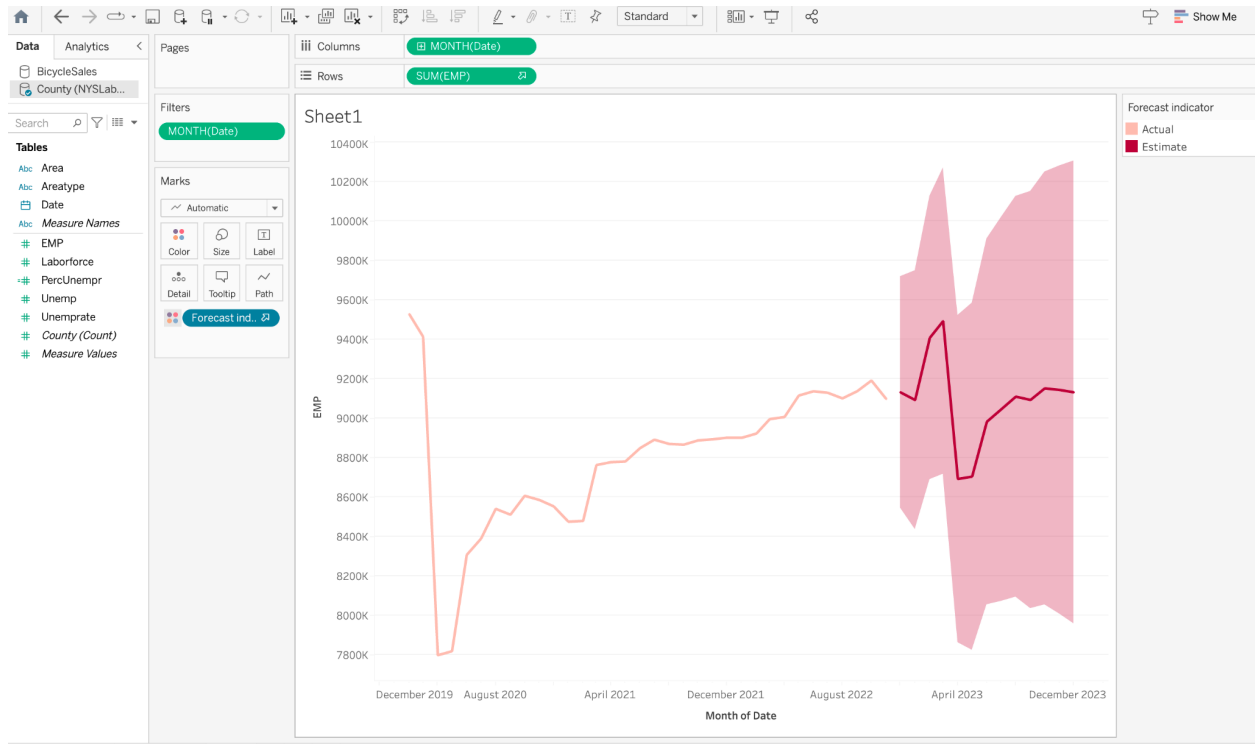 Standard
Show Me
Data
Analytics
BicycleSales
County (NYSLab...
Search
Tables
Abc Area
Abc Areatype
Date
Abc Measure Names
# EMP
# Laborforce
=# PercUnempr
# Unemp
# Unemprate
# County (Count)
# Measure Values
Pages
Filters
MONTH(Date)
Marks
Automatic
Color Size Label
Detail Tooltip Path
Forecast ind..
Columns
MONTH(Date)
Rows
SUM(EMP)
Sheet1
10400K
10200K
10000K
9800K
9600K
9400K
9200K
9000K
8800K
8600K
8400K
8200K
8000K
7800K
EMP
December 2019 August 2020 April 2021 December 2021 August 2022 April 2023 December 2023
Month of Date
Forecast indicator
Actual
Estimate